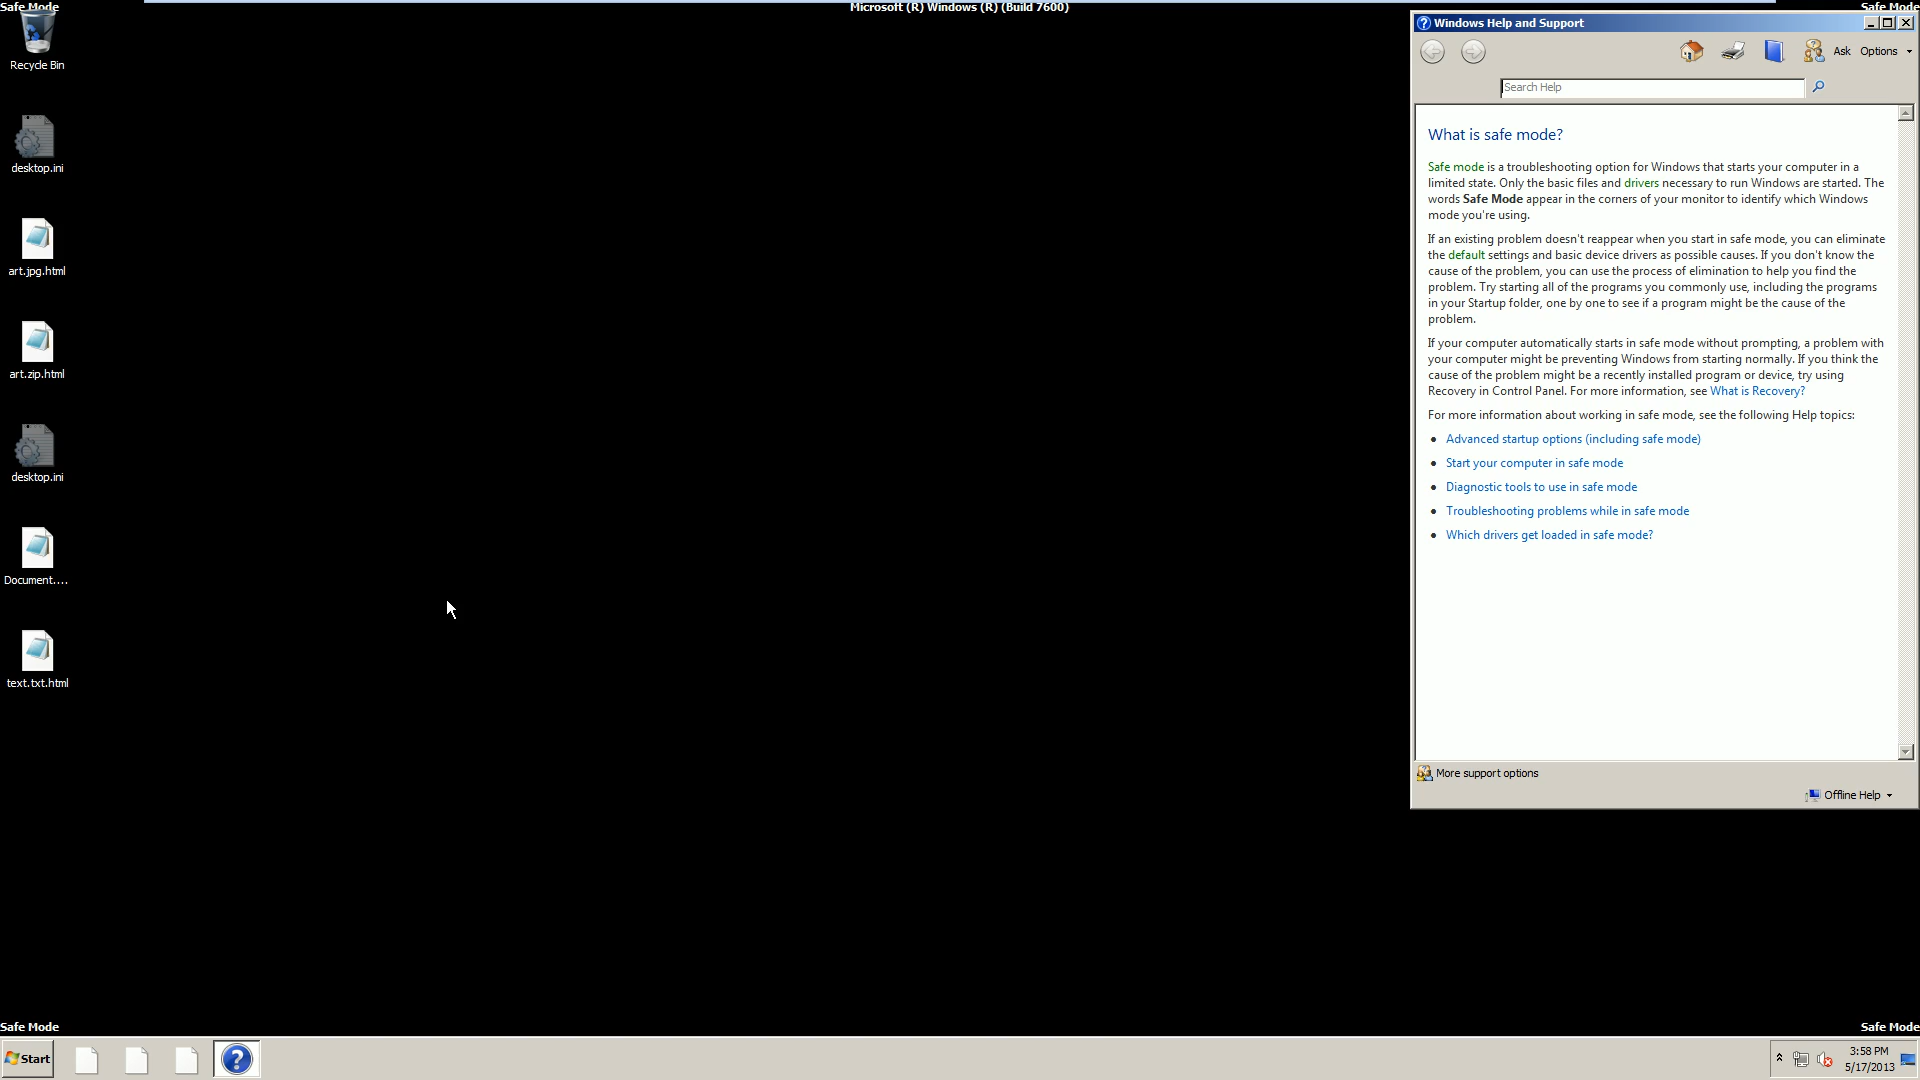 Safe Mode
Microsoft (R) Windows (R) (Build 7600)
Safe Mode
Recycle Bin
desktop.ini
art.jpg.html
art.zip.html
desktop.ini
Document....
text.txt.html
Windows Help and Support
Ask
Options
Search Help
What is safe mode?
Safe mode is a troubleshooting option for Windows that starts your computer in a
limited state. Only the basic files and drivers necessary to run Windows are started. The
words Safe Mode appear in the corners of your monitor to identify which Windows
mode you're using.
If an existing problem doesn't reappear when you start in safe mode, you can eliminate
the default settings and basic device drivers as possible causes. If you don't know the
cause of the problem, you can use the process of elimination to help you find the
problem. Try starting all of the programs you commonly use, including the programs
in your Startup folder, one by one to see if a program might be the cause of the
problem.
If your computer automatically starts in safe mode without prompting, a problem with
your computer might be preventing Windows from starting normally. If you think the
cause of the problem might be a recently installed program or device, try using
Recovery in Control Panel. For more information, see What is Recovery?
For more information about working in safe mode, see the following Help topics:
• Advanced startup options (including safe mode)
• Start your computer in safe mode
• Diagnostic tools to use in safe mode
• Troubleshooting problems while in safe mode
• Which drivers get loaded in safe mode?
More support options
Offline Help
Safe Mode
Safe Mode
Start
3:58 PM
5/17/2013